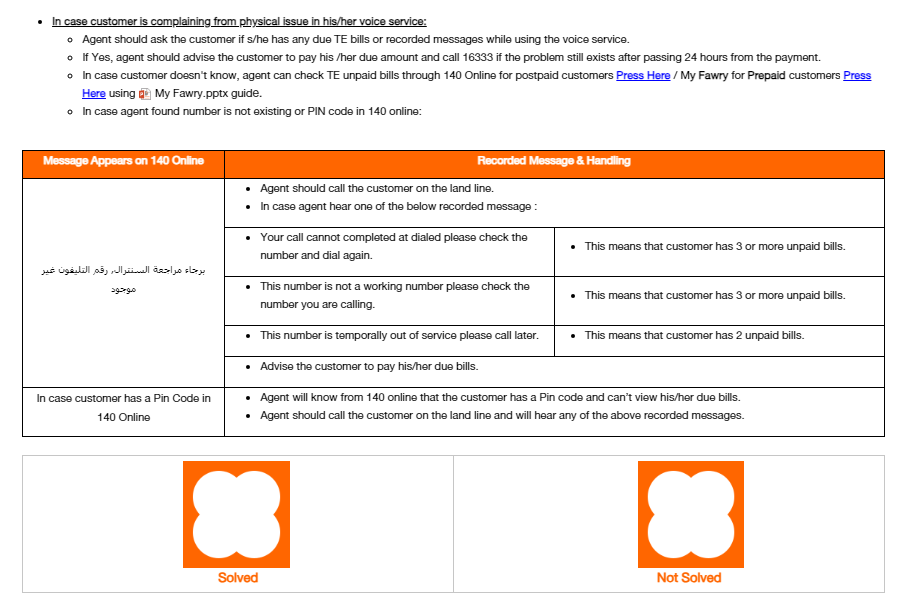 In case customer is complaining from physical issue in his/her voice service:
Agent should ask the customer if s/he has any due TE bills or recorded messages while using the voice service.
If Yes, agent should advise the customer to pay his /her due amount and call 16333 if the problem still exists after passing 24 hours from the payment.
In case customer doesn't know, agent can check TE unpaid bills through 140 Online for postpaid customers Press Here / My Fawry for Prepaid customers Press
Here using My Fawry.pptx guide.
In case agent found number is not existing or PIN code in 140 online:
Message Appears on 140 Online
Recorded Message & Handling
برجاء مراجعة السنترال, رقم التليفون غير
موجود
Agent should call the customer on the land line.
In case agent hear one of the below recorded message :
Your call cannot completed at dialed please check the
number and dial again.
This means that customer has 3 or more unpaid bills.
This number is not a working number please check the
number you are calling.
This means that customer has 3 or more unpaid bills.
This number is temporally out of service please call later.
This means that customer has 2 unpaid bills.
Advise the customer to pay his/her due bills.
In case customer has a Pin Code in
140 Online
Agent will know from 140 online that the customer has a Pin code and can't view his/her due bills.
Agent should call the customer on the land line and will hear any of the above recorded messages.
Solved
Not Solved